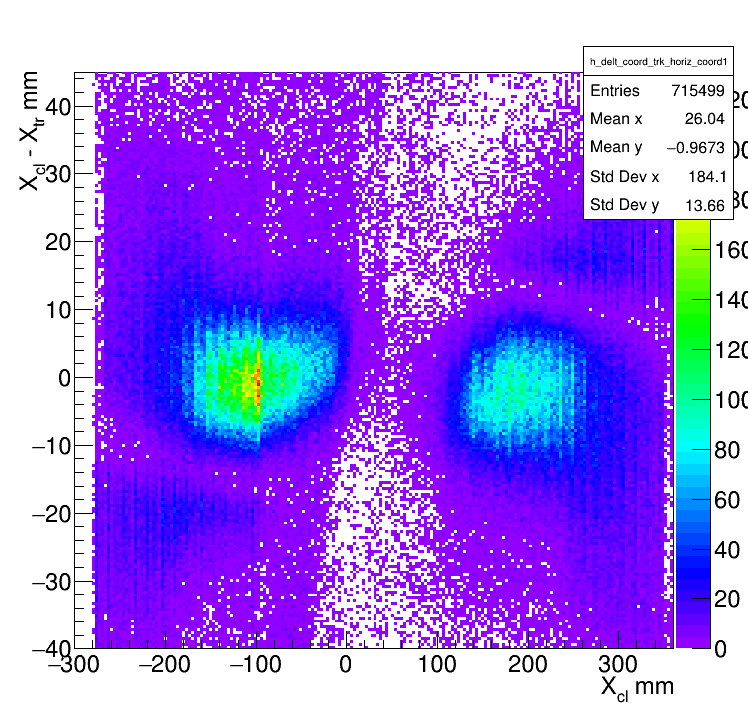 h_delt_coord_trk_horiz_coord1
Entries 715499
Mean x 26.04
Mean y −0.9673
Std Dev x 184.1
Std Dev y 13.66
X_cl - X_tr mm
40
30
20
10
0
−10
−20
−30
−40
−300 −200 −100 0 100 200 300
X_cl mm
160
140
120
100
80
60
40
20
0